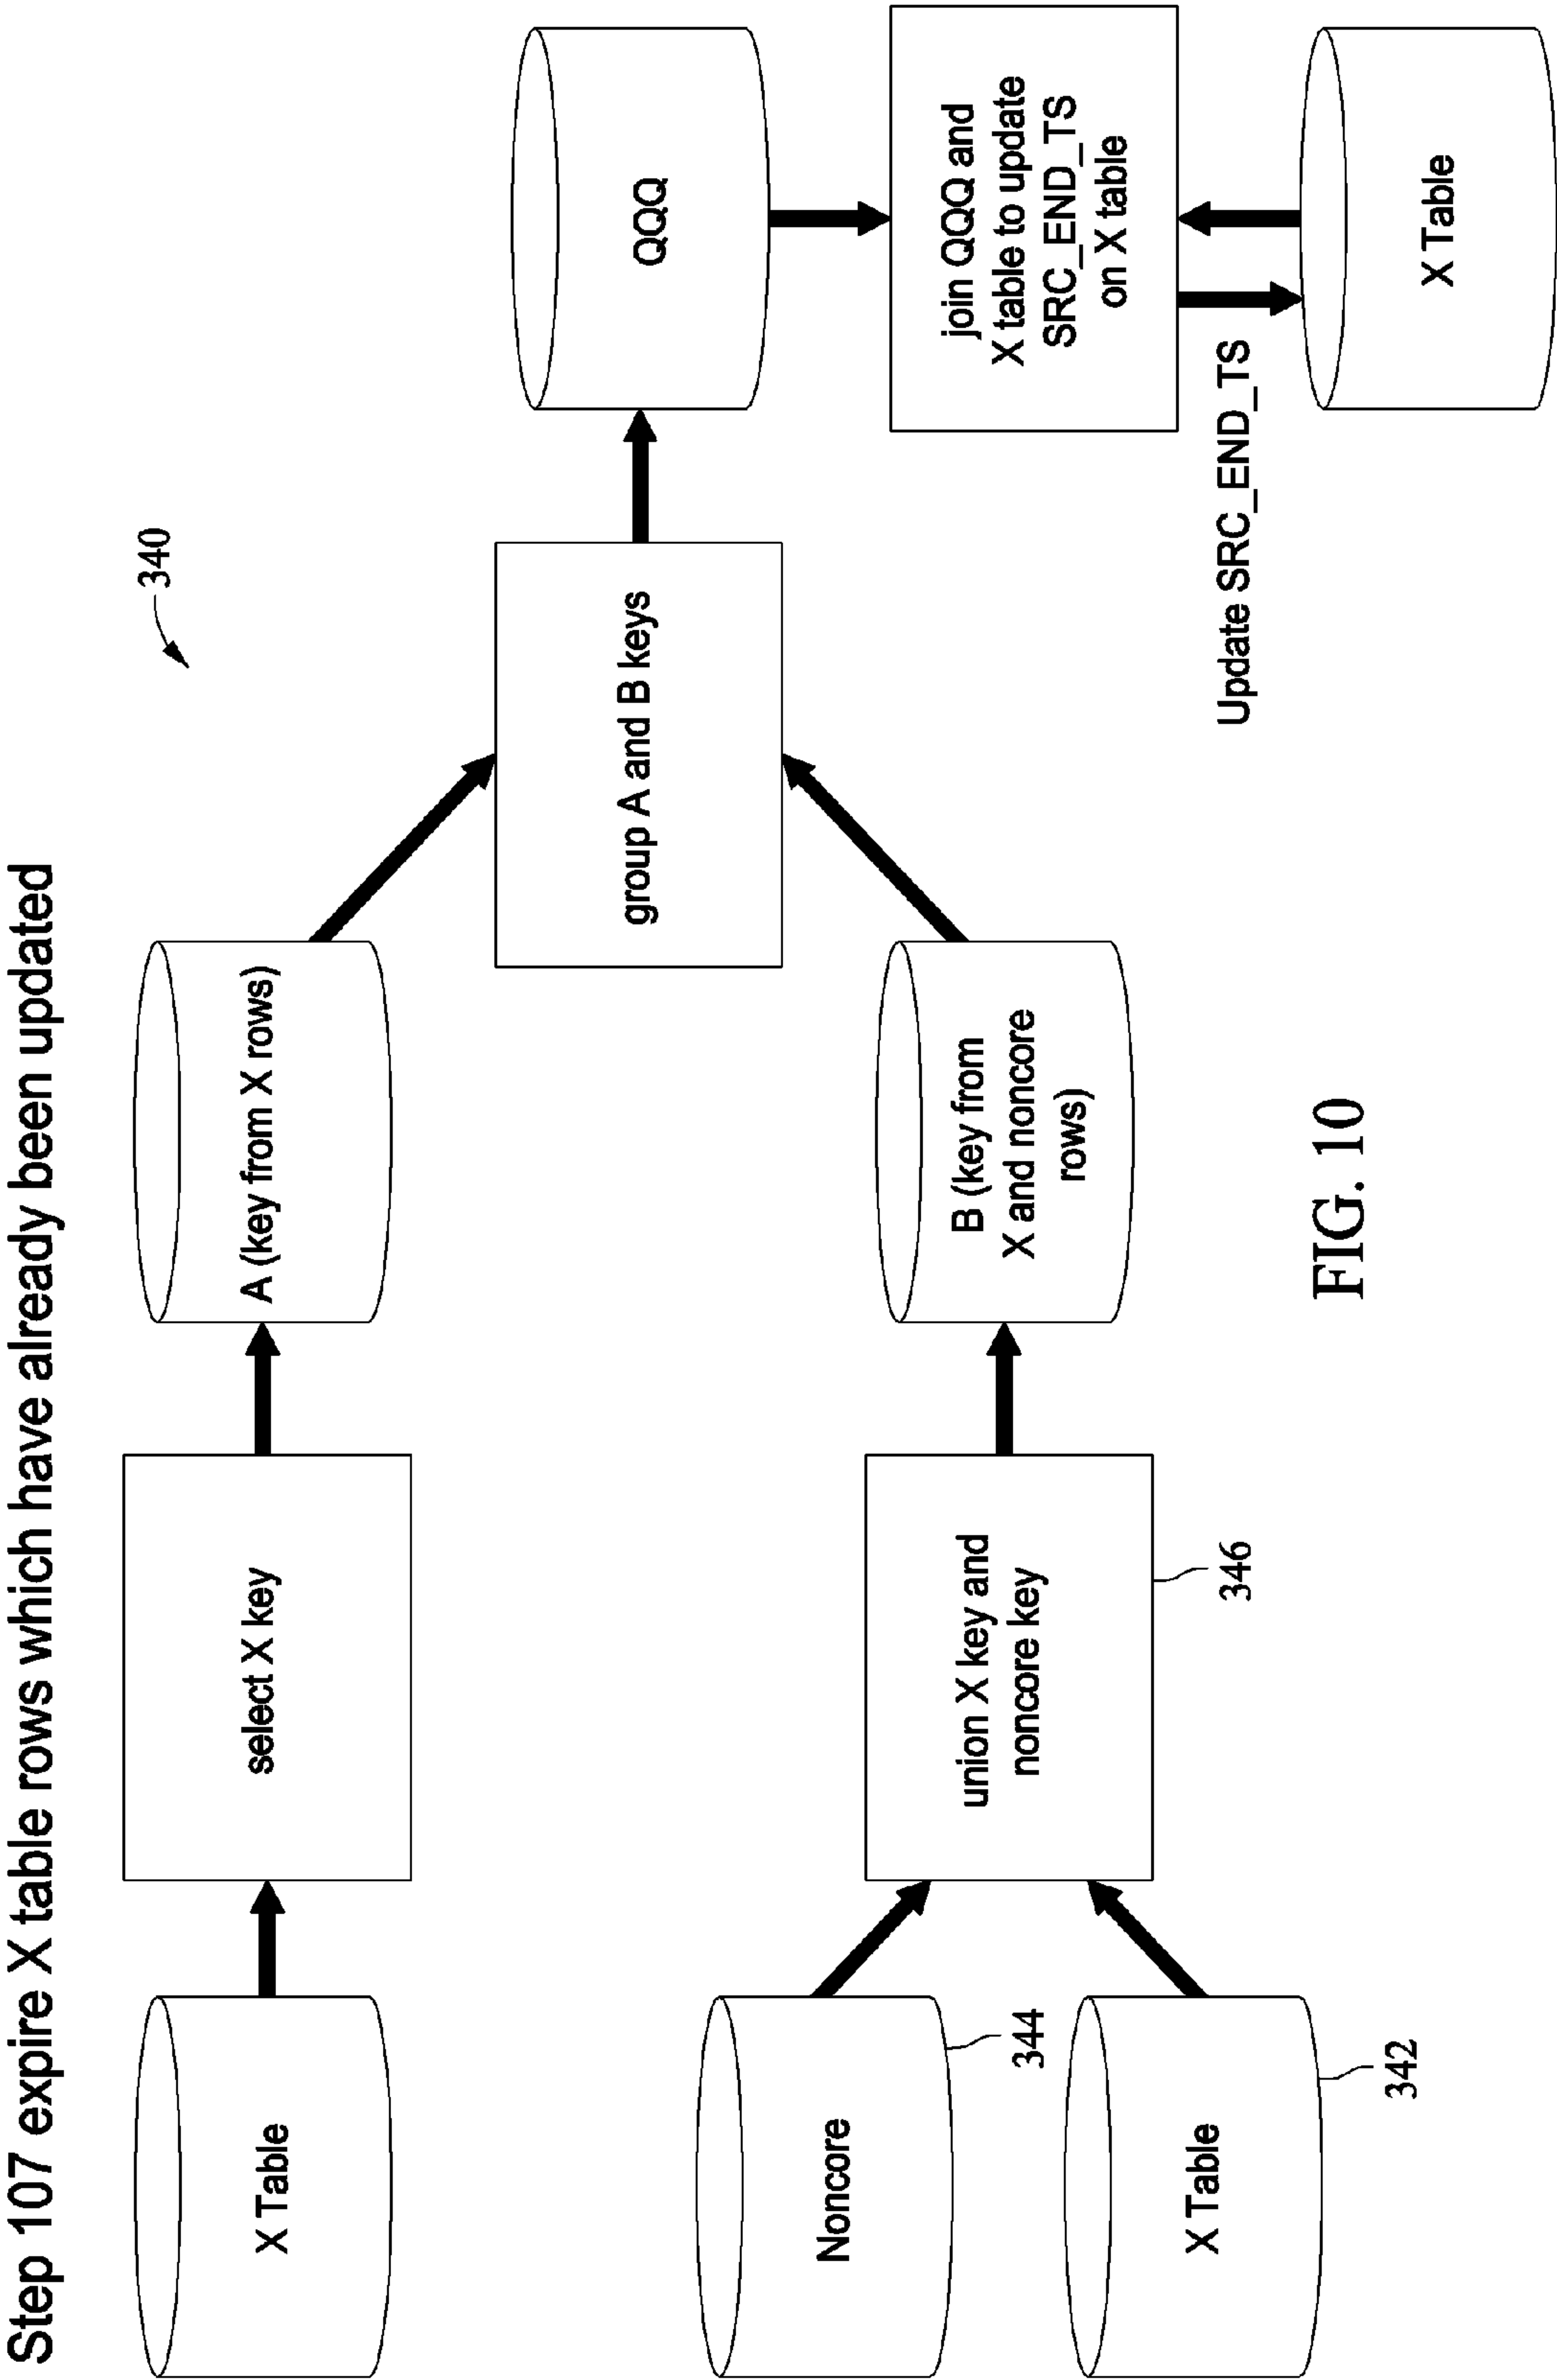 Step 107 expire X table rows which have already been updated
340
X Table
select X key
A (key from X rows)
group A and B keys
QQQ
Noncore
344
X Table
342
union X key and
noncore key
346
B (key from
X and noncore
rows)
join QQQ and
X table to update
SRC_END_TS
on X table
Update SRC_END_TS
X Table
FIG. 10